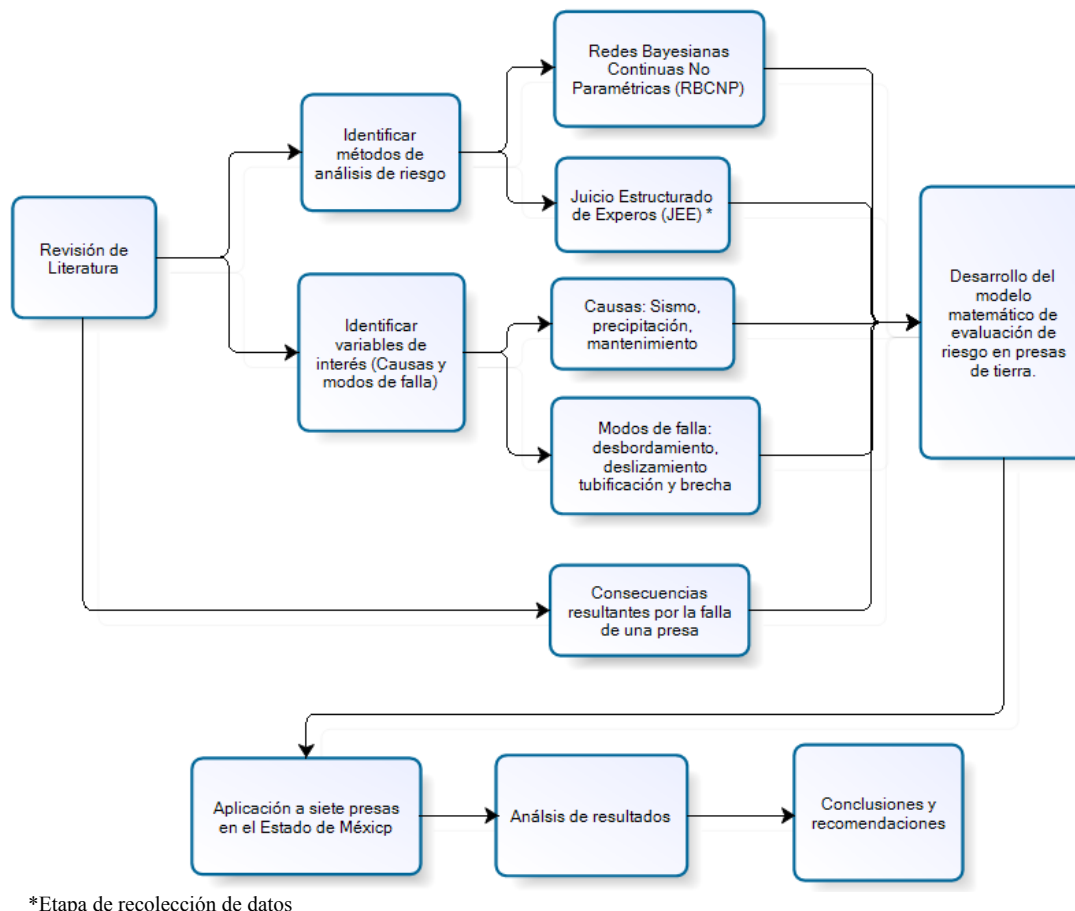 Redes Bayesianas
Continuas No
Paramétricas (RBCNP)
Identificar
métodos de
análisis de riesgo
Juicio Estructurado
de Experos (JEE) *
Revisión de
Literatura
Identificar
variables de
interés (Causas y
modos de falla)
Causas: Sismo,
precipitación,
mantenimiento
Modos de falla:
desbordamiento,
deslizamiento
tubificación y brecha
Consecuencias
resultantes por la falla
de una presa
Desarrollo del
modelo
matemático de
evaluación de
riesgo en presas
de tierra.
Aplicación a siete presas
en el Estado de Méxicp
Análsis de resultados
Conclusiones y
recomendaciones
*Etapa de recolección de datos